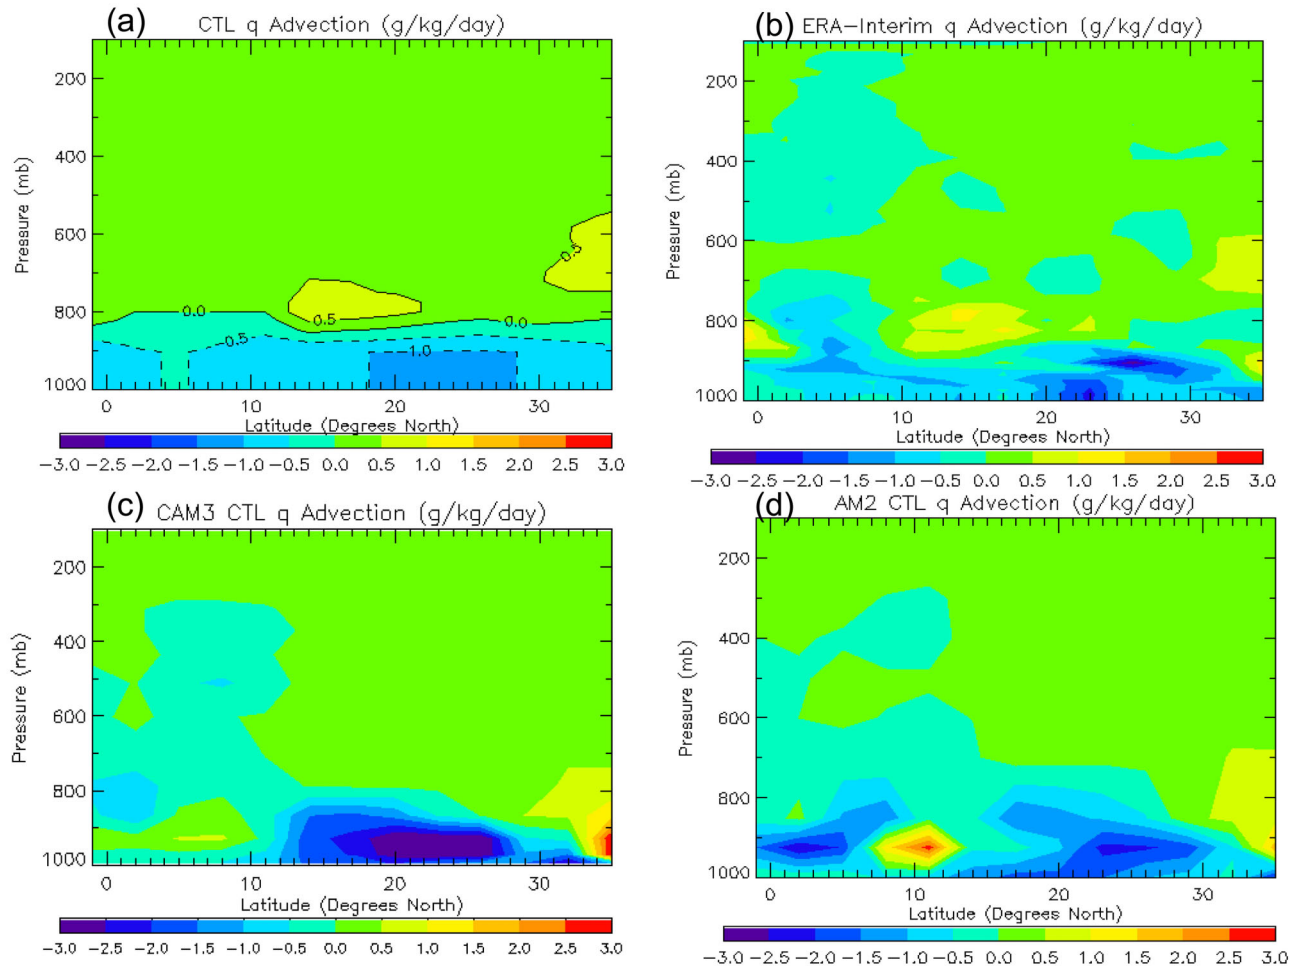 (a) CTL q Advection (g/kg/day)
200
400
600
800
1000
Pressure (mb)
0.5
0.0
0.5
0.0
0.5
1.0
0 10 20 30
Latitude (Degrees North)
−3.0 −2.5 −2.0 −1.5 −1.0 −0.5 0.0 0.5 1.0 1.5 2.0 2.5 3.0
(b) ERA−Interim q Advection (g/kg/day)
200
400
600
800
1000
Pressure (mb)
0 10 20 30
Latitude (Degrees North)
−3.0 −2.5 −2.0 −1.5 −1.0 −0.5 0.0 0.5 1.0 1.5 2.0 2.5 3.0
(c) CAM3 CTL q Advection (g/kg/day)
200
400
600
800
1000
Pressure (mb)
0 10 20 30
Latitude (Degrees North)
−3.0 −2.5 −2.0 −1.5 −1.0 −0.5 0.0 0.5 1.0 1.5 2.0 2.5 3.0
(d) AM2 CTL q Advection (g/kg/day)
200
400
600
800
1000
Pressure (mb)
0 10 20 30
Latitude (Degrees North)
−3.0 −2.5 −2.0 −1.5 −1.0 −0.5 0.0 0.5 1.0 1.5 2.0 2.5 3.0